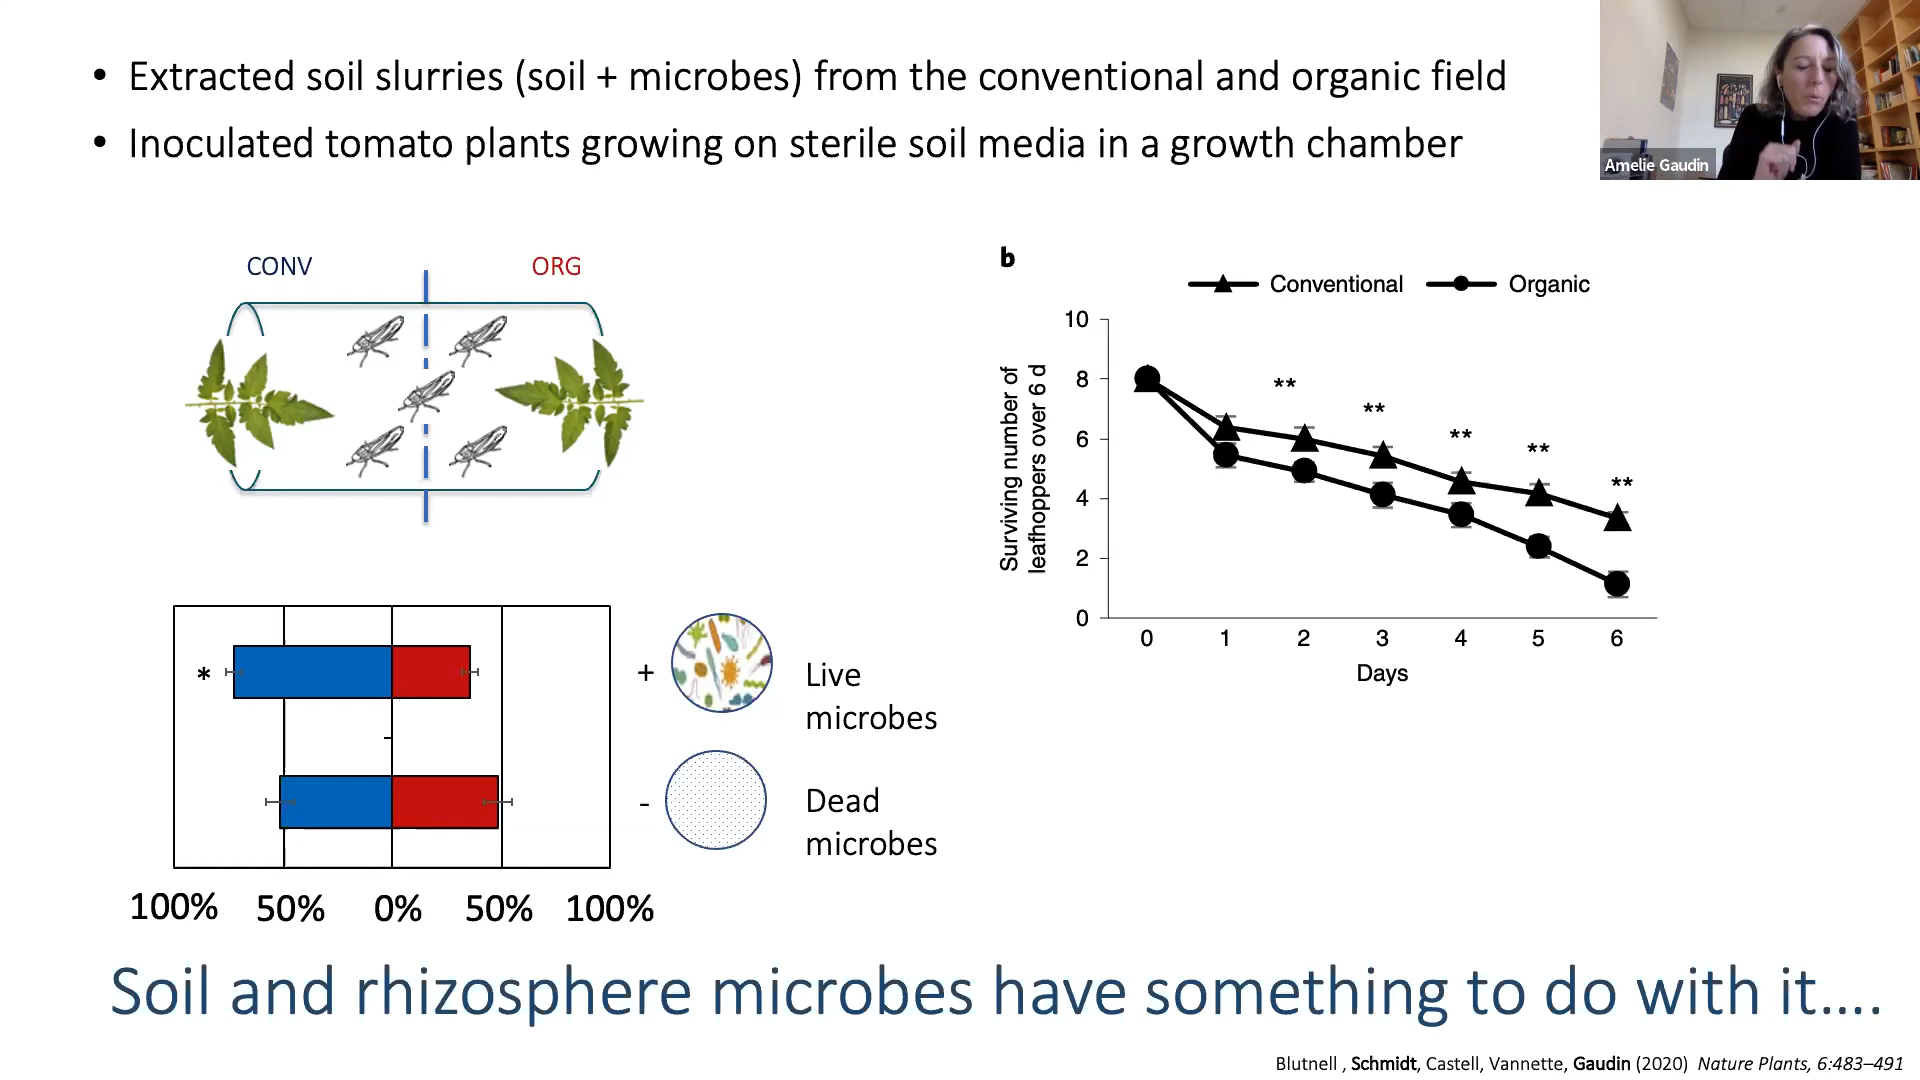 • Extracted soil slurries (soil + microbes) from the conventional and organic field
• Inoculated tomato plants growing on sterile soil media in a growth chamber
Amelie Gaudin
CONV ORG
*
+
Live
microbes
-
Dead
microbes
100% 50% 0% 50% 100%
b
Conventional Organic
Surviving number of
leafhoppers over 6 d
10
8
6
4
2
0
** ** ** ** **
0 1 2 3 4 5 6
Days
Soil and rhizosphere microbes have something to do with it....
Blutnell , Schmidt, Castell, Vannette, Gaudin (2020) Nature Plants, 6:483–491